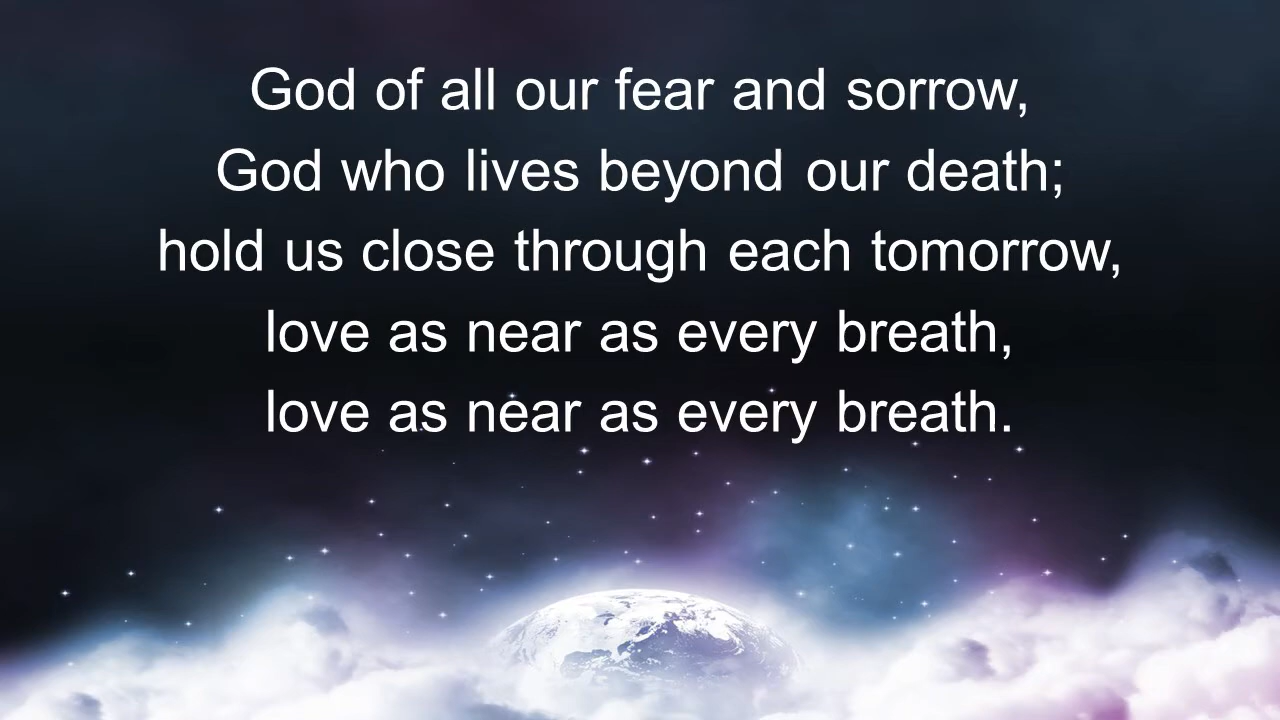 God of all our fear and sorrow,
God who lives beyond our death;
hold us close through each tomorrow,
love as near as every breath,
love as near as every breath.